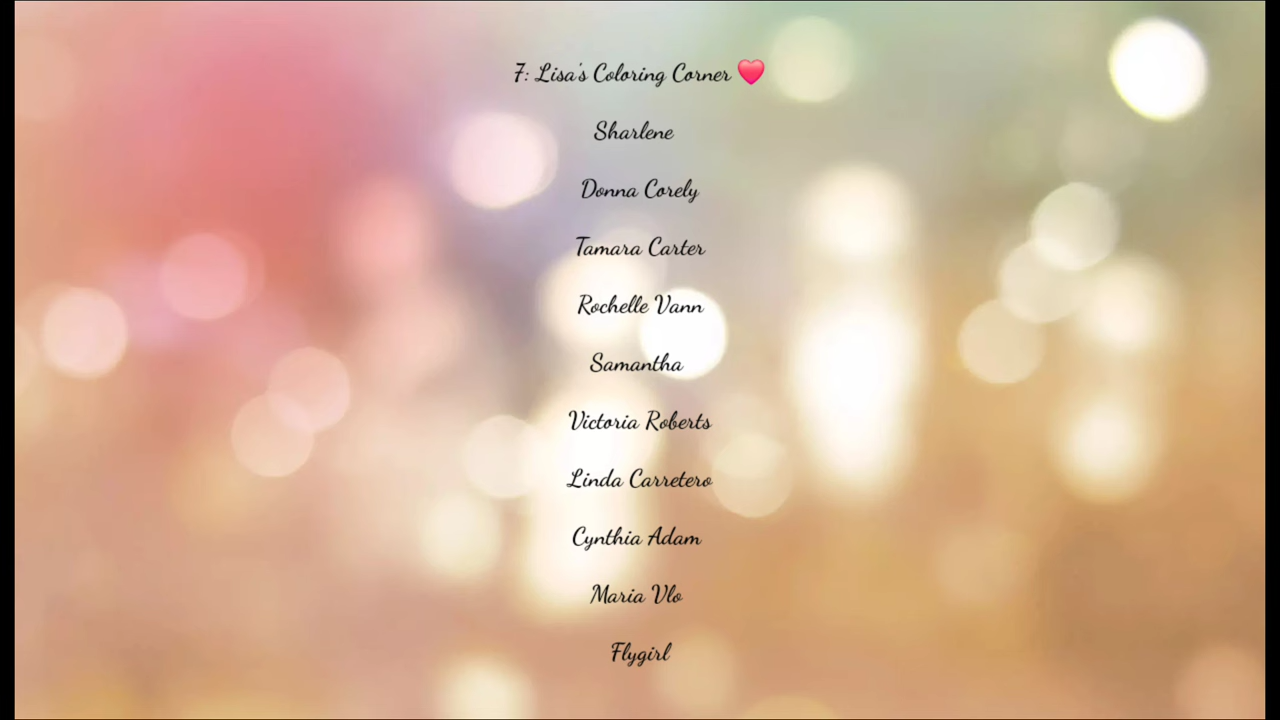 7: Lisa's Coloring Corner ❤️
Sharlene
Donna Corely
Tamara Carter
Rochelle Vann
Samantha
Victoria Roberts
Linda Carretero
Cynthia Adam
Maria Vlo
Flygirl